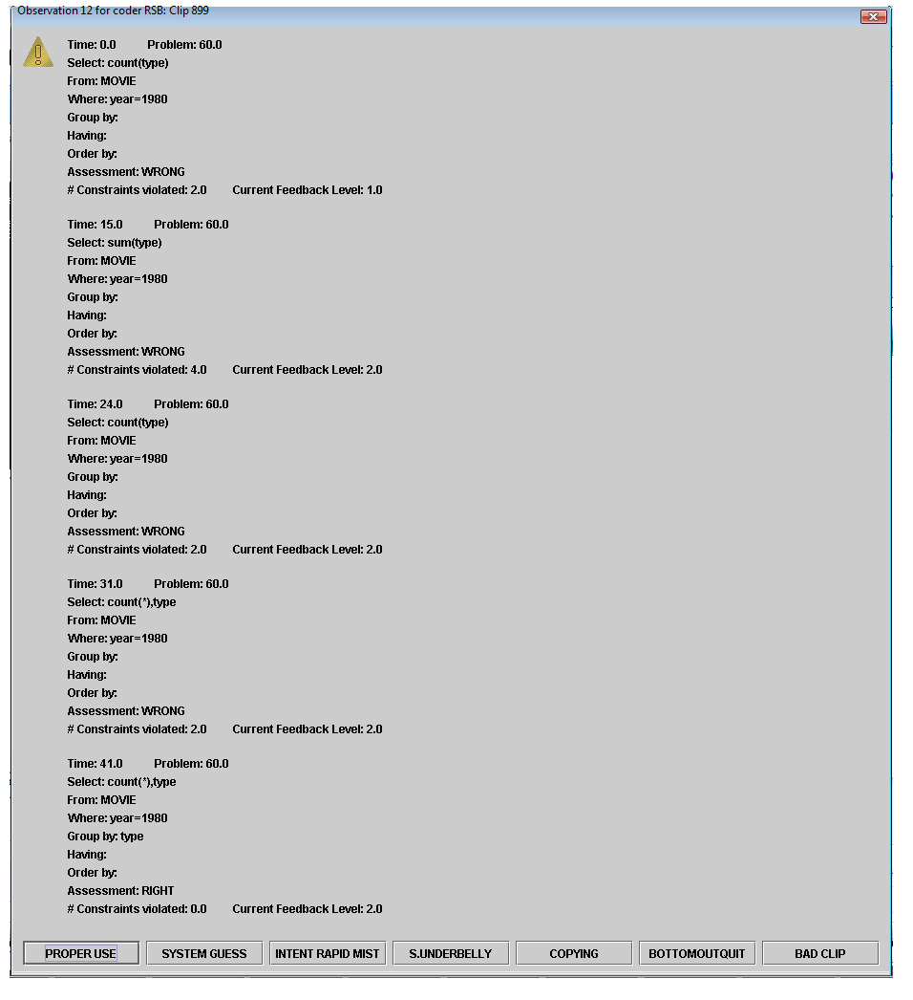 Observation 12 for coder RSB: Clip 899
Time: 0.0 Problem: 60.0
Select: count(type)
From: MOVIE
Where: year=1980
Group by:
Having:
Order by:
Assessment: WRONG
# Constraints violated: 2.0 Current Feedback Level: 1.0
Time: 15.0 Problem: 60.0
Select: sum(type)
From: MOVIE
Where: year=1980
Group by:
Having:
Order by:
Assessment: WRONG
# Constraints violated: 4.0 Current Feedback Level: 2.0
Time: 24.0 Problem: 60.0
Select: count(type)
From: MOVIE
Where: year=1980
Group by:
Having:
Order by:
Assessment: WRONG
# Constraints violated: 2.0 Current Feedback Level: 2.0
Time: 31.0 Problem: 60.0
Select: count(*),type
From: MOVIE
Where: year=1980
Group by:
Having:
Order by:
Assessment: WRONG
# Constraints violated: 2.0 Current Feedback Level: 2.0
Time: 41.0 Problem: 60.0
Select: count(*),type
From: MOVIE
Where: year=1980
Group by: type
Having:
Order by:
Assessment: RIGHT
# Constraints violated: 0.0 Current Feedback Level: 2.0
PROPER USE SYSTEM GUESS INTENT RAPID MIST S.UNDERBELLY COPYING BOTTOMOUTQUIT BAD CLIP